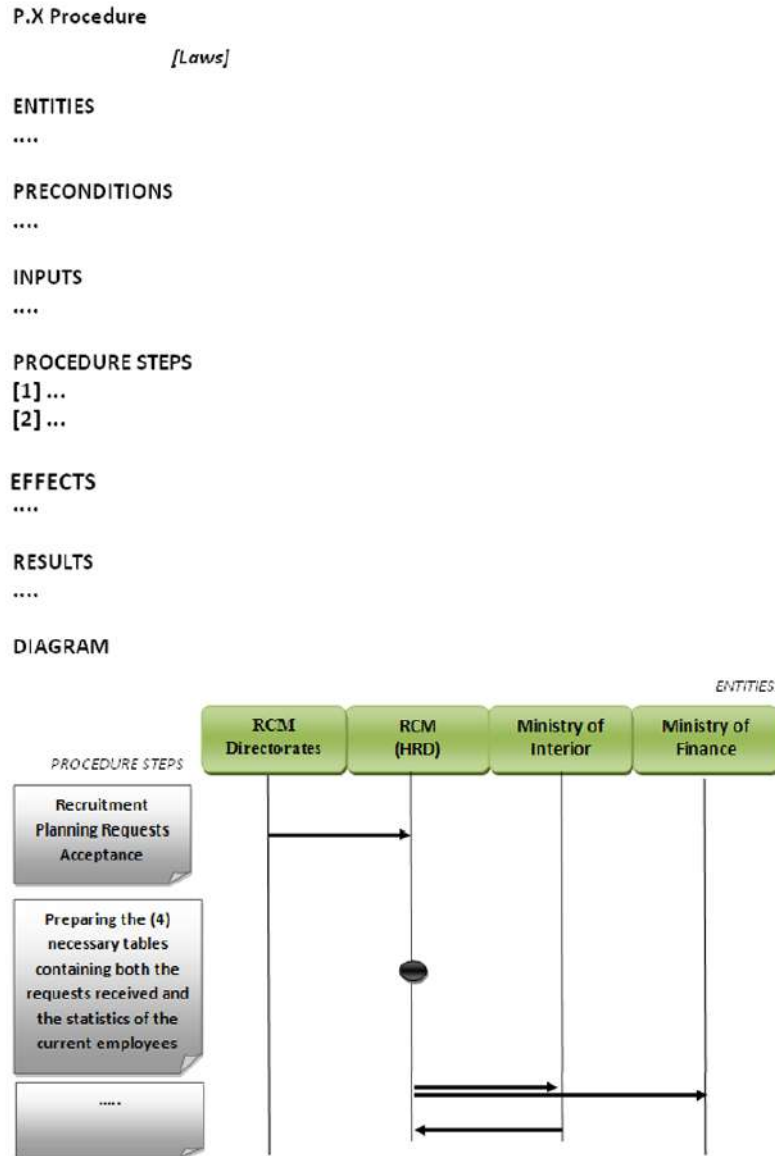 P.X Procedure
[Laws]
ENTITIES
....
PRECONDITIONS
....
INPUTS
....
PROCEDURE STEPS
[1] ...
[2] ...
EFFECTS
....
RESULTS
....
DIAGRAM
ENTITIES
RCM
Directorates
RCM
(HRD)
Ministry of
Interior
Ministry of
Finance
PROCEDURE STEPS
Recruitment
Planning Requests
Acceptance
Preparing the (4)
necessary tables
containing both the
requests received and
the statistics of the
current employees
.....